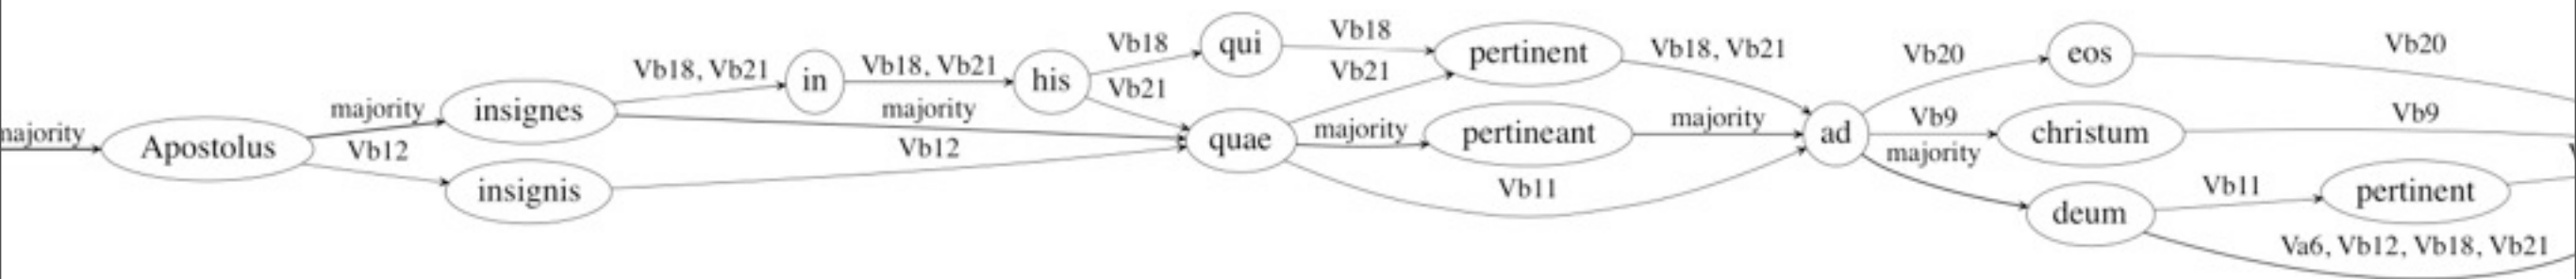 majority
Apostolus
majority
Vb12
insignes
insignis
Vb18, Vb21
majority
Vb12
in
Vb18, Vb21
his
Vb18
Vb21
qui
quae
Vb18
Vb21
majority
Vb11
pertinent
pertineant
Vb18, Vb21
majority
ad
Vb20
Vb9
majority
eos
christum
deum
Vb20
Vb9
Vb11
pertinent
Va6, Vb12, Vb18, Vb21